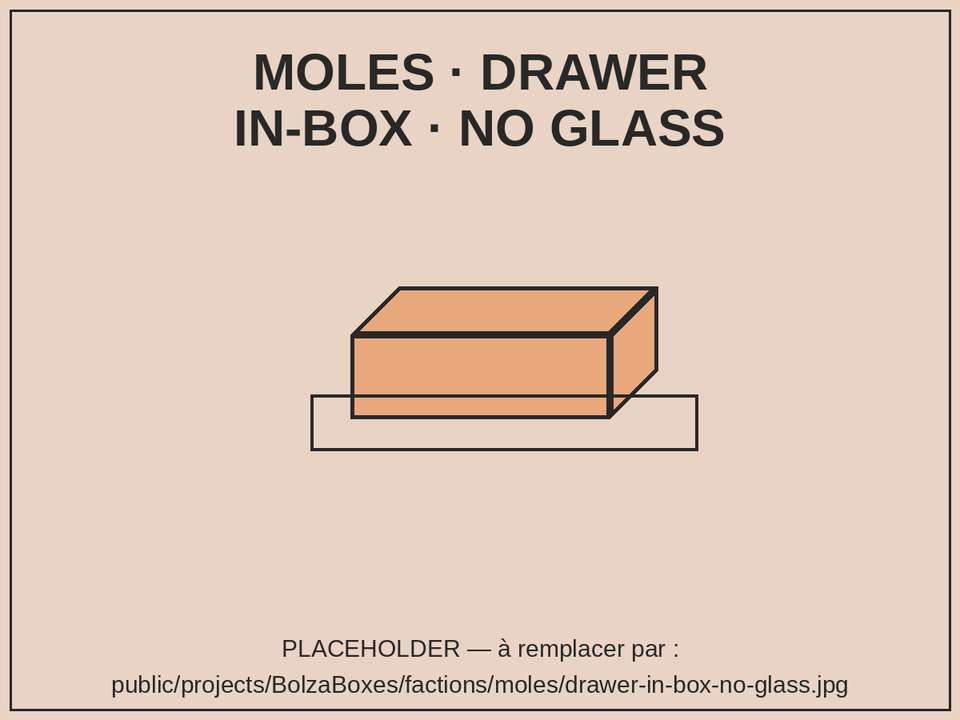 MOLES · DRAWER
IN-BOX · NO GLASS
PLACEHOLDER — à remplacer par :
public/projects/BolzaBoxes/factions/moles/drawer-in-box-no-glass.jpg